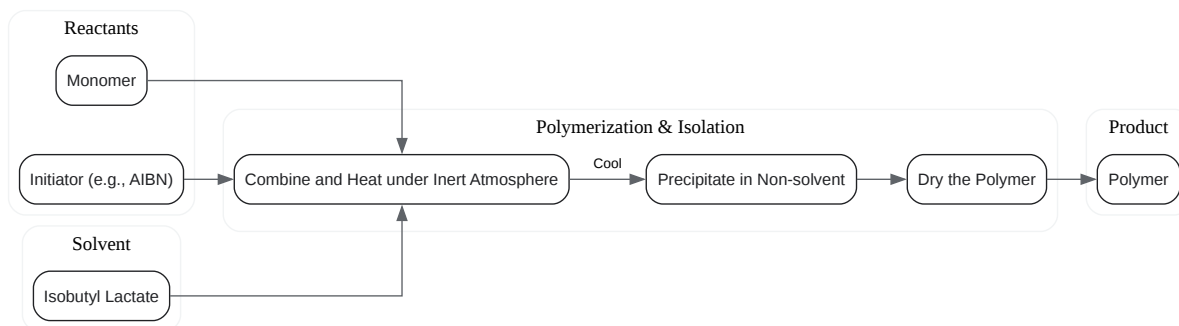 Reactants
Monomer
Initiator (e.g., AIBN)
Solvent
Isobutyl Lactate
Polymerization & Isolation
Combine and Heat under Inert Atmosphere
Cool
Precipitate in Non-solvent
Dry the Polymer
Product
Polymer